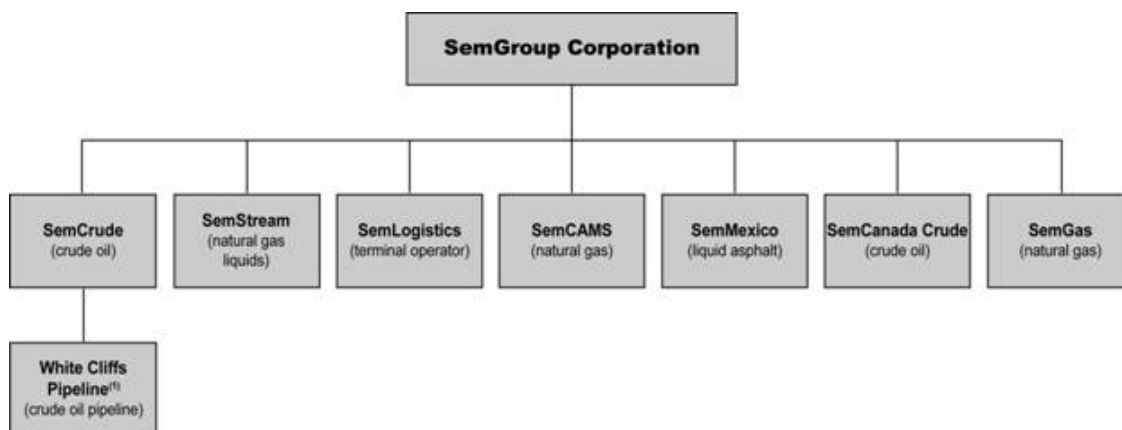 SemGroup Corporation
SemCrude
(crude oil)
SemStream
(natural gas
liquids)
SemLogistics
(terminal operator)
SemCAMS
(natural gas)
SemMexico
(liquid asphalt)
SemCanada Crude
(crude oil)
SemGas
(natural gas)
White Cliffs
Pipeline(1)
(crude oil pipeline)